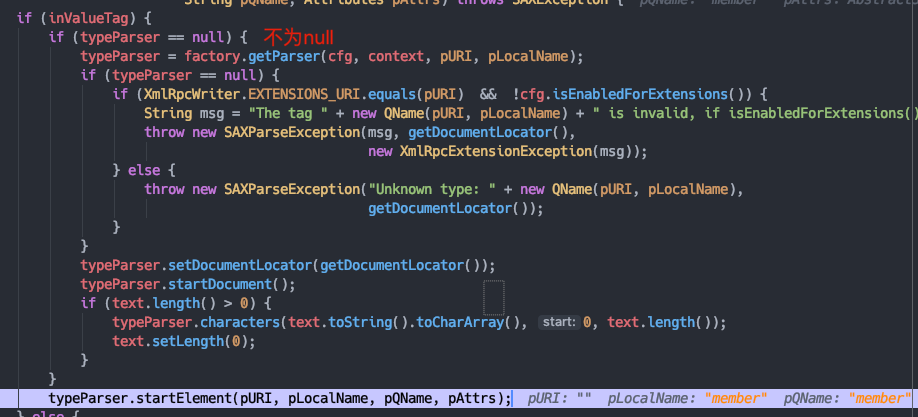 String pQName, Attributes pAttrs) throws SAXException { pQName: "member" pAttrs: Abstracts
if (inValueTag) {
if (typeParser == null) { 不为null
typeParser = factory.getParser(cfg, context, pURI, pLocalName);
if (typeParser == null) {
if (XmlRpcWriter.EXTENSIONS_URI.equals(pURI) && !cfg.isEnabledForExtensions()) {
String msg = "The tag " + new QName(pURI, pLocalName) + " is invalid, if isEnabledForExtensions()
throw new SAXParseException(msg, getDocumentLocator(),
new XmlRpcExtensionException(msg));
} else {
throw new SAXParseException("Unknown type: " + new QName(pURI, pLocalName),
getDocumentLocator());
}
}
typeParser.setDocumentLocator(getDocumentLocator());
typeParser.startDocument();
if (text.length() > 0) {
typeParser.characters(text.toString().toCharArray(), start: 0, text.length());
text.setLength(0);
}
}
typeParser.startElement(pURI, pLocalName, pQName, pAttrs); pURI: "" pLocalName: "member" pQName: "member"
} else {